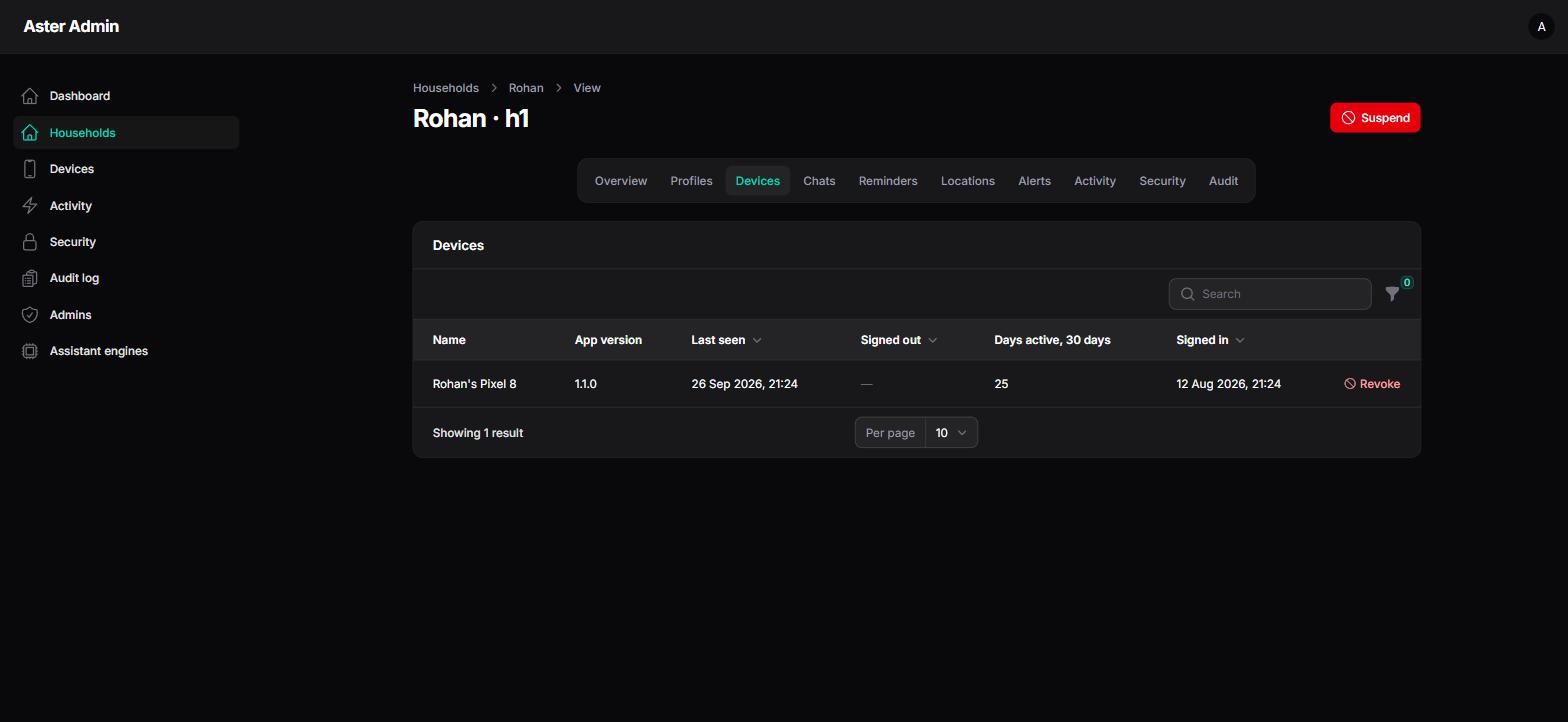 Aster Admin
A
Dashboard
Households
Devices
Activity
Security
Audit log
Admins
Assistant engines
Households > Rohan > View
Rohan · h1
Suspend
Overview Profiles Devices Chats Reminders Locations Alerts Activity Security Audit
Devices
Search
0
Name App version Last seen Signed out Days active, 30 days Signed in
Rohan's Pixel 8 1.1.0 26 Sep 2026, 21:24 — 25 12 Aug 2026, 21:24 Revoke
Showing 1 result Per page 10